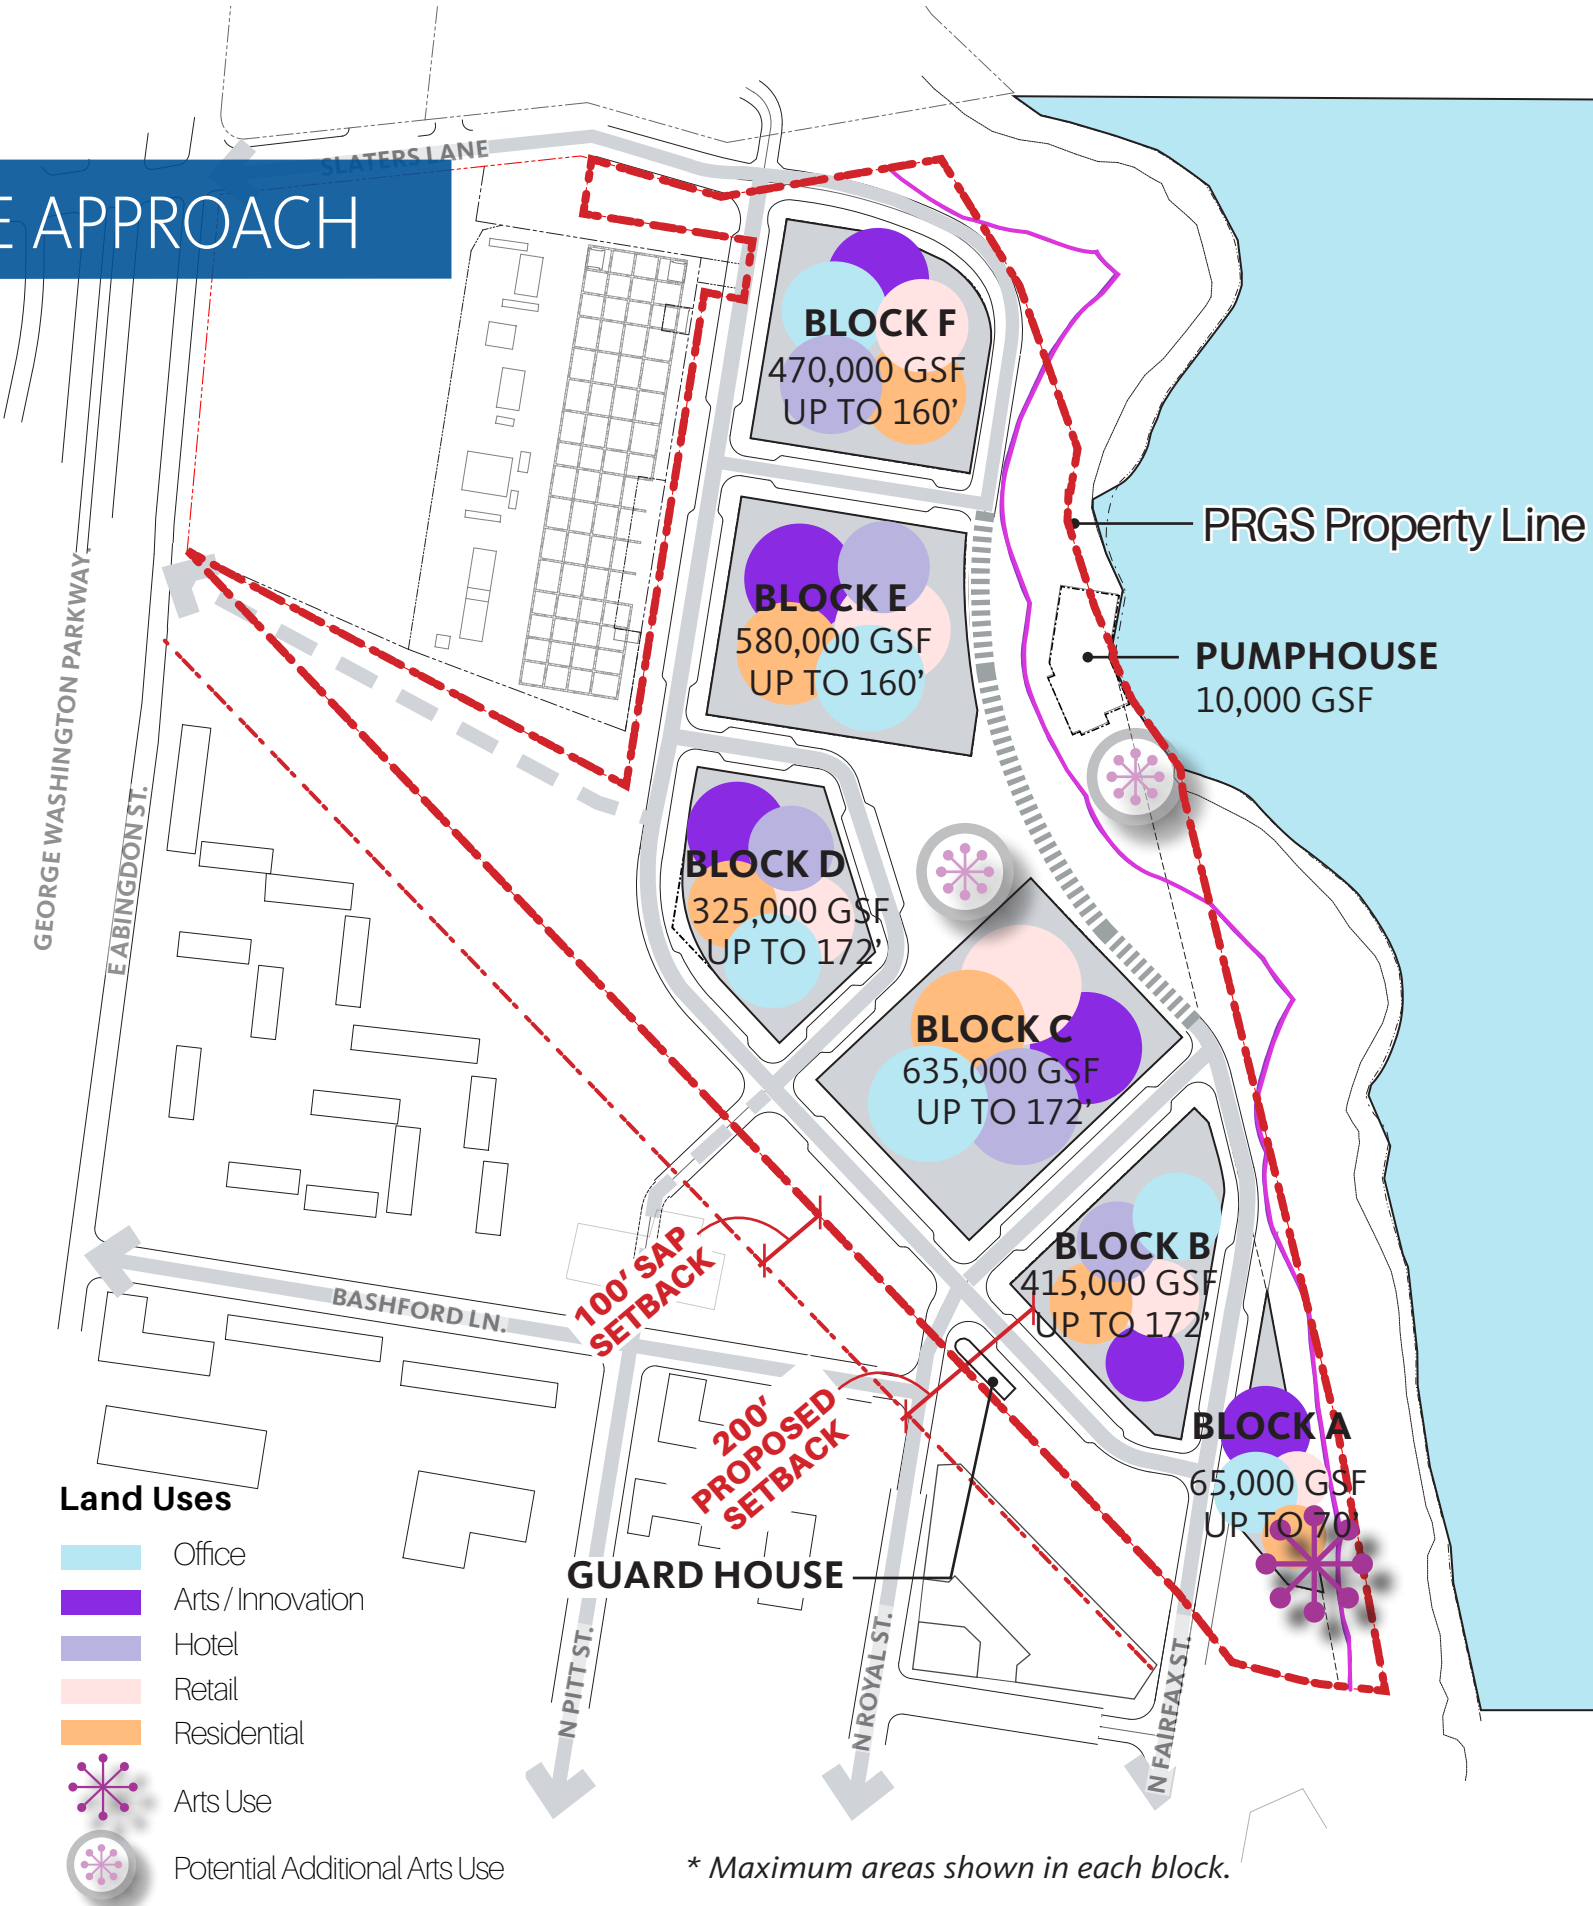 SLATERS LANE
E APPROACH
BLOCK F
470,000 GSF
UP TO 160’
PRGS Property Line
BLOCK E
580,000 GSF
UP TO 160’
PUMPHOUSE
10,000 GSF
GEORGE WASHINGTON PARKWAY.
E ABINGDON ST.
BLOCK D
325,000 GSF
UP TO 172’
BLOCK C
635,000 GSF
UP TO 172’
100’ SAP
SETBACK
BLOCK B
415,000 GSF
UP TO 172’
BASHFORD LN.
200’
PROPOSED
SETBACK
BLOCK A
65,000 GSF
UP TO 70’
GUARD HOUSE
N PITT ST.
N ROYAL ST.
N FAIRFAX ST.
Land Uses
Office
Arts / Innovation
Hotel
Retail
Residential
Arts Use
Potential Additional Arts Use
* Maximum areas shown in each block.